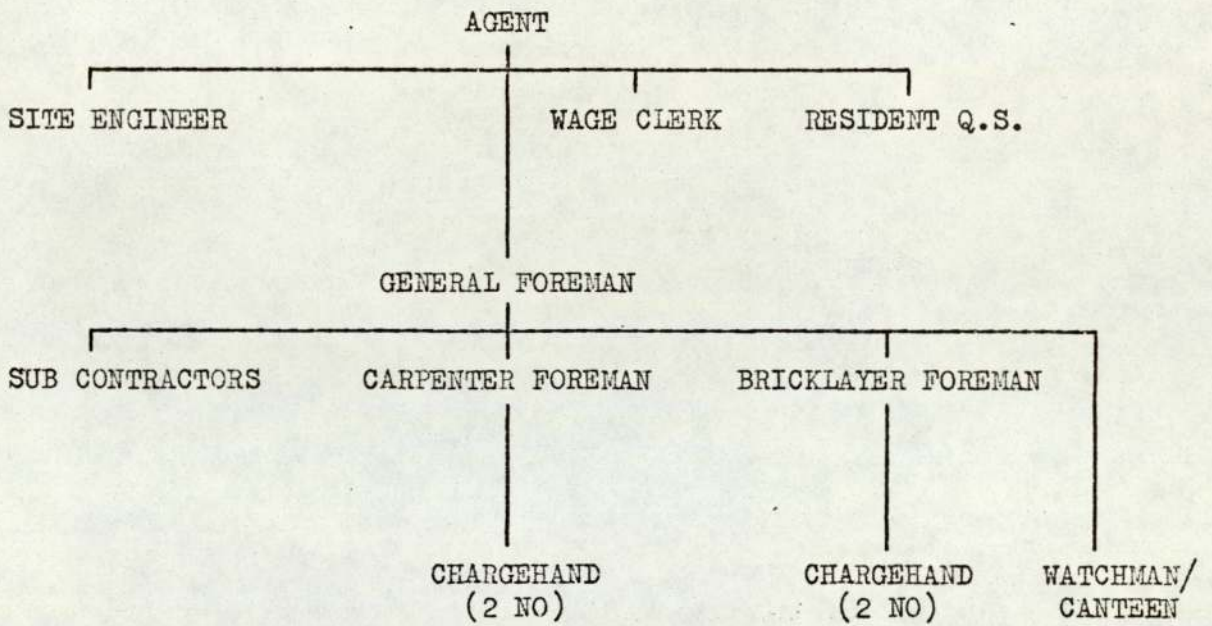 AGENT
SITE ENGINEER WAGE CLERK RESIDENT Q.S.
GENERAL FOREMAN
SUB CONTRACTORS CARPENTER FOREMAN BRICKLAYER FOREMAN
CHARGEHAND CHARGEHAND WATCHMAN/
(2 NO) (2 NO) CANTEEN